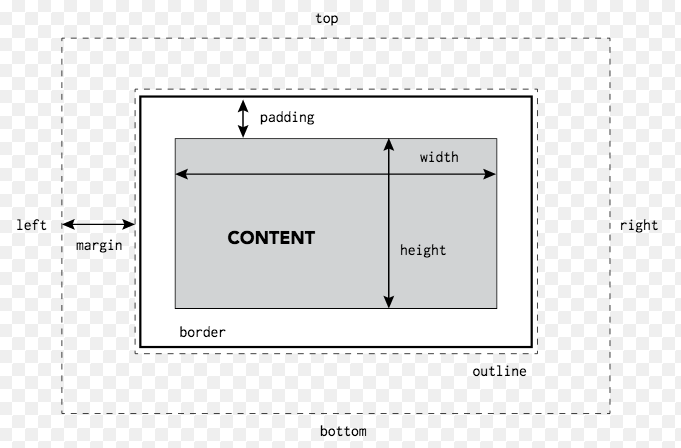 top
padding
width
left
right
CONTENT
margin
height
border
outline
bottom